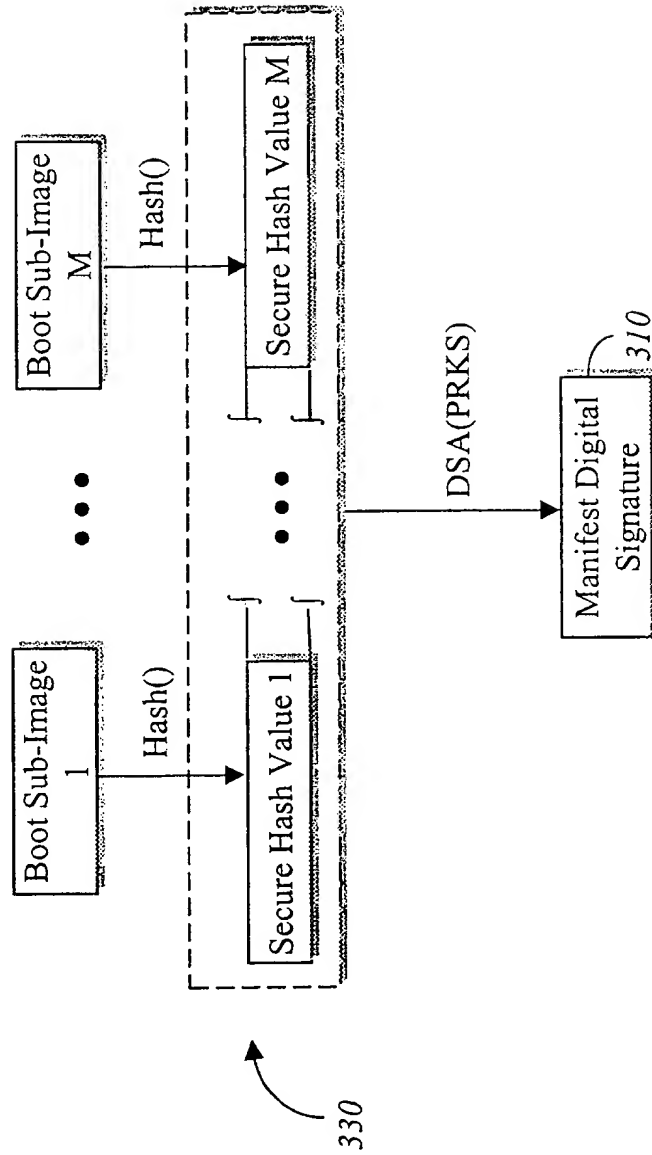 Boot Sub-Image
1
Boot Sub-Image
M
Hash()
Hash()
Secure Hash Value 1
Secure Hash Value M
330
DSA(PRKS)
Manifest Digital
Signature
310